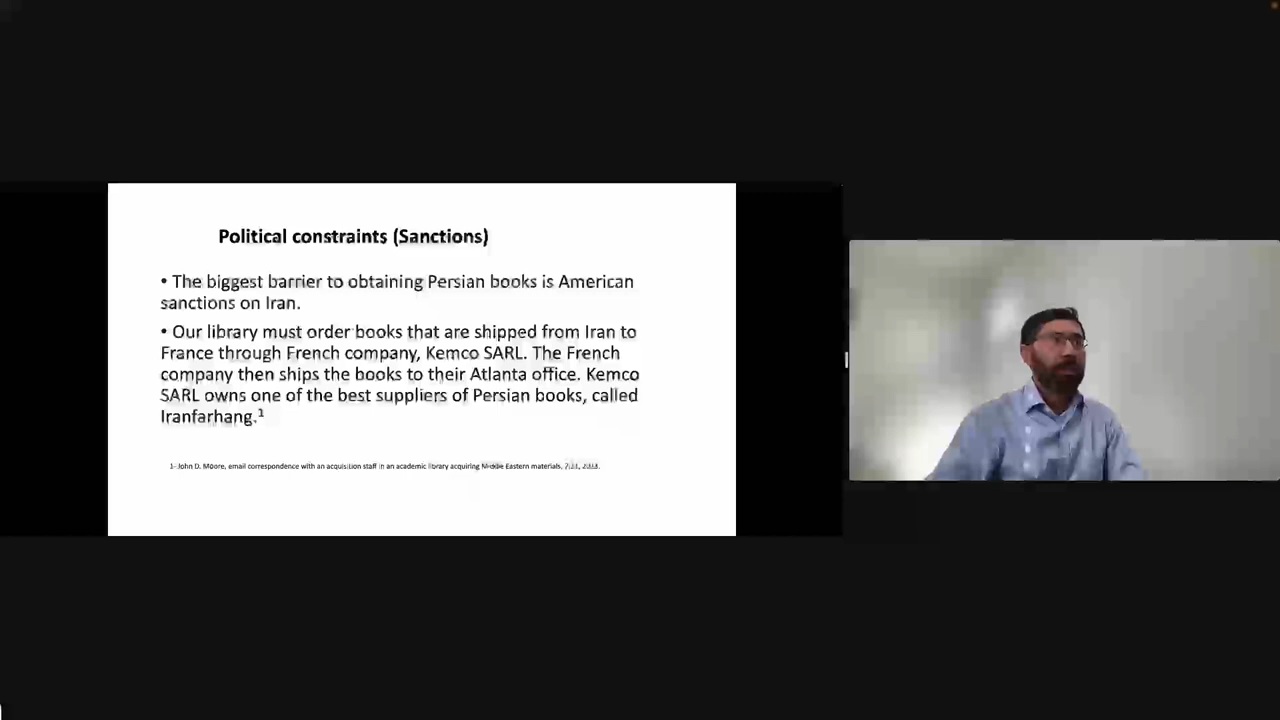 Political constraints (Sanctions)
• The biggest barrier to obtaining Persian books is American
sanctions on Iran.
• Our library must order books that are shipped from Iran to
France through French company, Kemco SARL. The French
company then ships the books to their Atlanta office. Kemco
SARL owns one of the best suppliers of Persian books, called
Iranfarhang.¹
1- John D. Moore, email correspondence with an acquisition staff in an academic library acquiring Middle Eastern materials,